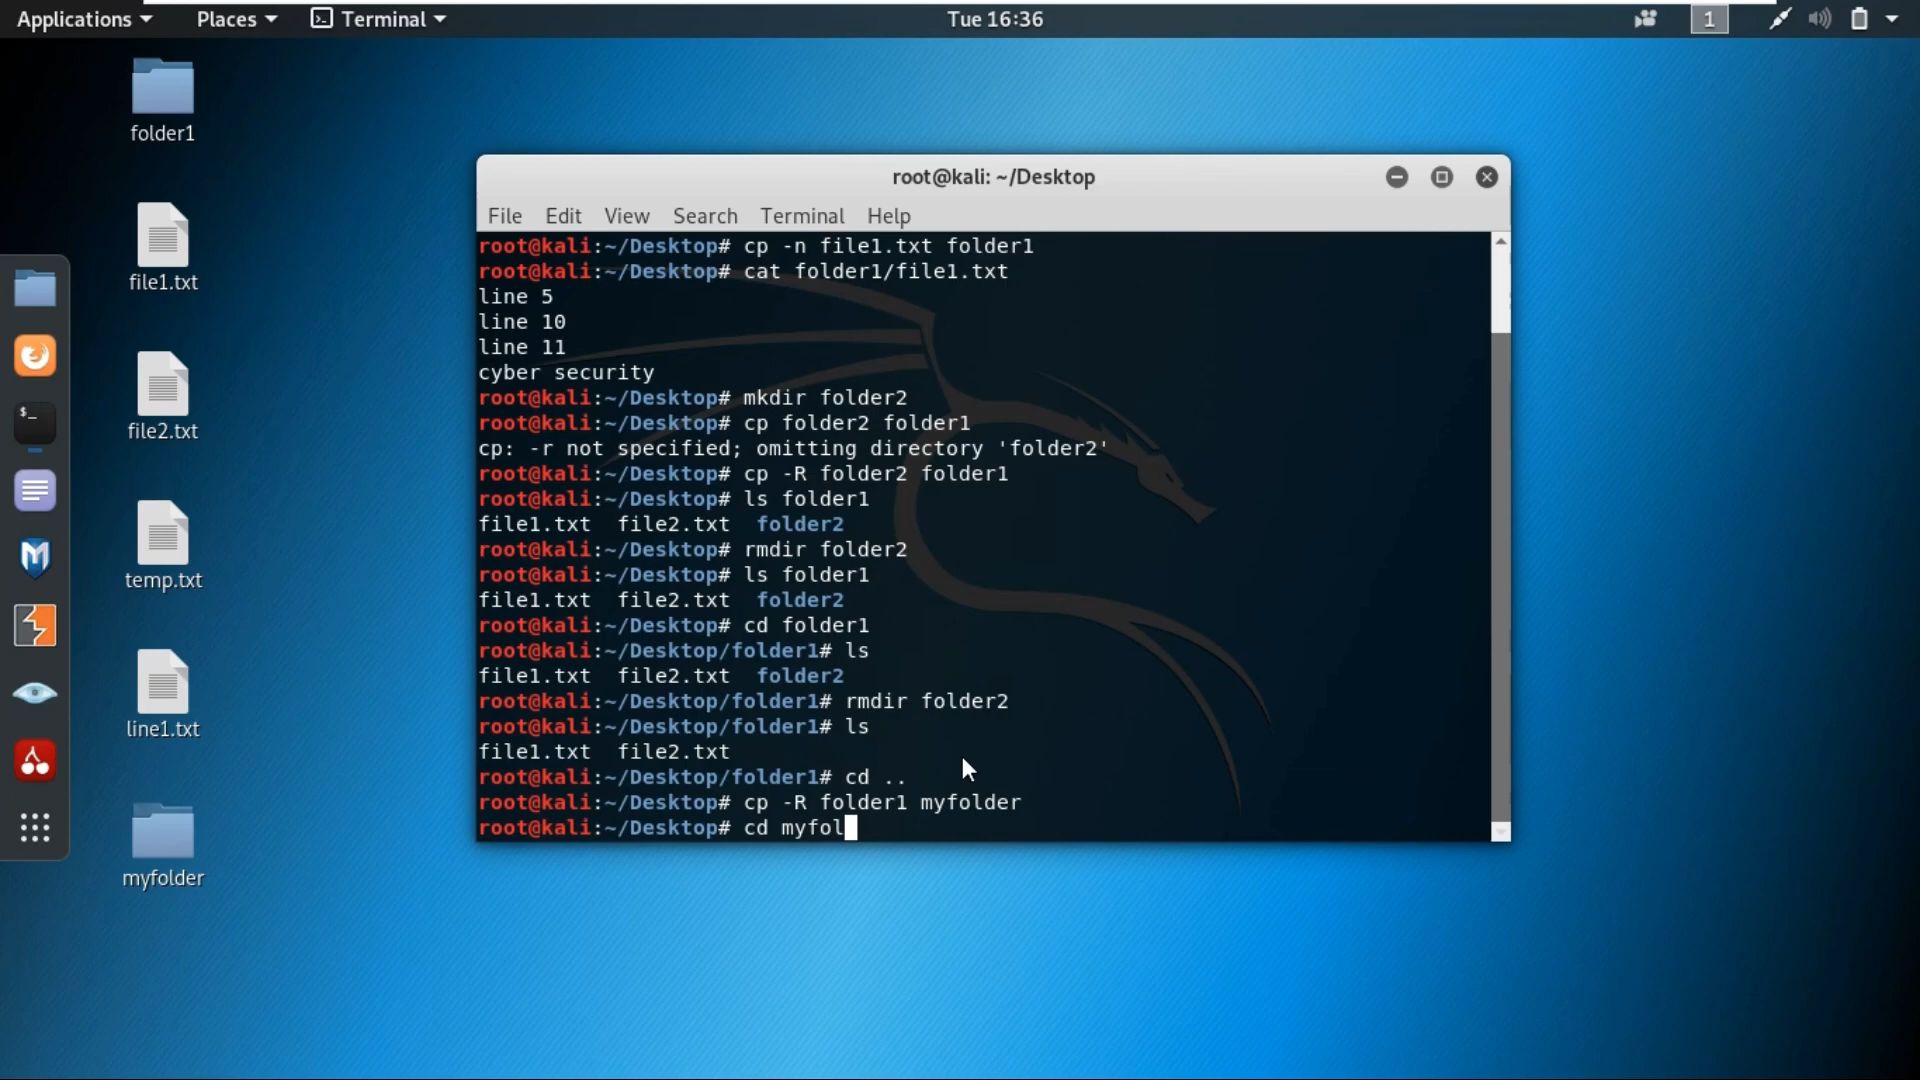 Applications Places Terminal Tue 16:36 1
folder1
file1.txt
file2.txt
temp.txt
line1.txt
myfolder
$_
root@kali: ~/Desktop
File Edit View Search Terminal Help
root@kali:~/Desktop# cp -n file1.txt folder1
root@kali:~/Desktop# cat folder1/file1.txt
line 5
line 10
line 11
cyber security
root@kali:~/Desktop# mkdir folder2
root@kali:~/Desktop# cp folder2 folder1
cp: -r not specified; omitting directory 'folder2'
root@kali:~/Desktop# cp -R folder2 folder1
root@kali:~/Desktop# ls folder1
file1.txt  file2.txt  folder2
root@kali:~/Desktop# rmdir folder2
root@kali:~/Desktop# ls folder1
file1.txt  file2.txt  folder2
root@kali:~/Desktop# cd folder1
root@kali:~/Desktop/folder1# ls
file1.txt  file2.txt  folder2
root@kali:~/Desktop/folder1# rmdir folder2
root@kali:~/Desktop/folder1# ls
file1.txt  file2.txt
root@kali:~/Desktop/folder1# cd ..
root@kali:~/Desktop# cp -R folder1 myfolder
root@kali:~/Desktop# cd myfol